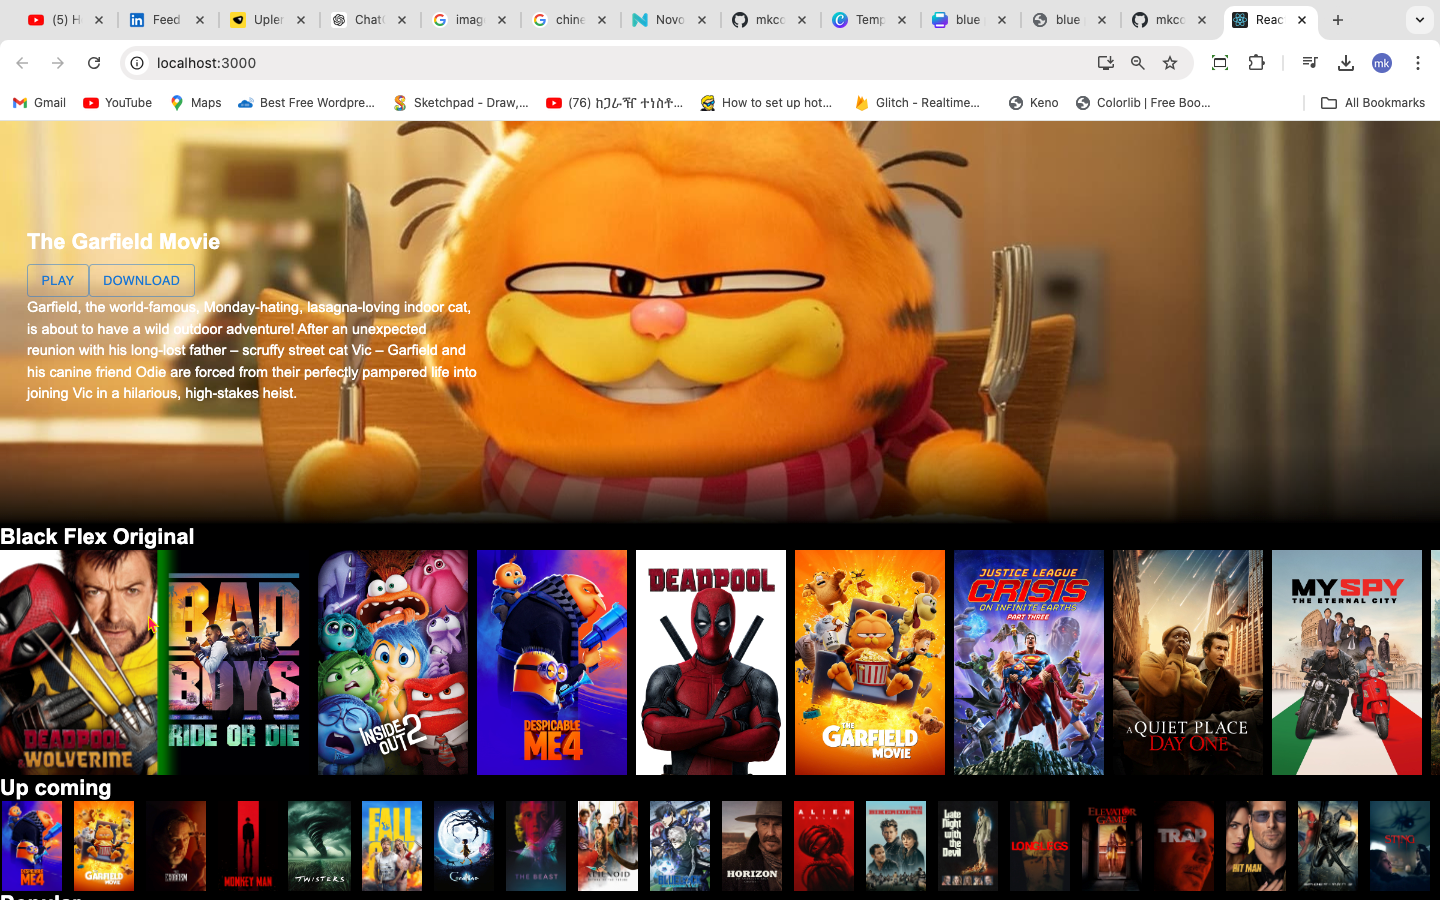 (5) H
Feed
Upler
Chat
imag
chine
Novo
mkco
Temp
blue
blue
mkco
Reac
localhost:3000
mk
Gmail
YouTube
Maps
Best Free Wordpre...
Sketchpad - Draw,...
How to set up hot...
Glitch - Realtime...
Keno
Colorlib | Free Boo...
All Bookmarks
The Garfield Movie
PLAY
DOWNLOAD
Garfield, the world-famous, Monday-hating, lasagna-loving indoor cat,
is about to have a wild outdoor adventure! After an unexpected
reunion with his long-lost father – scruffy street cat Vic – Garfield and
his canine friend Odie are forced from their perfectly pampered life into
joining Vic in a hilarious, high-stakes heist.
Black Flex Original
DEADPOOL
& WOLVERINE
BAD
BOYS
RIDE OR DIE
INSIDE
OUT 2
DESPICABLE
ME4
DEADPOOL
THE
GARFIELD
MOVIE
JUSTICE LEAGUE
CRISIS
ON INFINITE EARTHS
PART THREE
A QUIET PLACE
DAY ONE
MY SPY
THE ETERNAL CITY
Up coming
DESPICABLE
ME4
GARFIELD
MOVIE
EXORCISM
MONKEY MAN
TWISTERS
FALL
GUY
THE BEAST
ALIENOID
HORIZON
ALIEN
THE
BIKERIDERS
Late
Night
with
the
Devil
LONGLEGS
ELEVATOR
GAME
TRAP
HIT MAN
STING
Popular